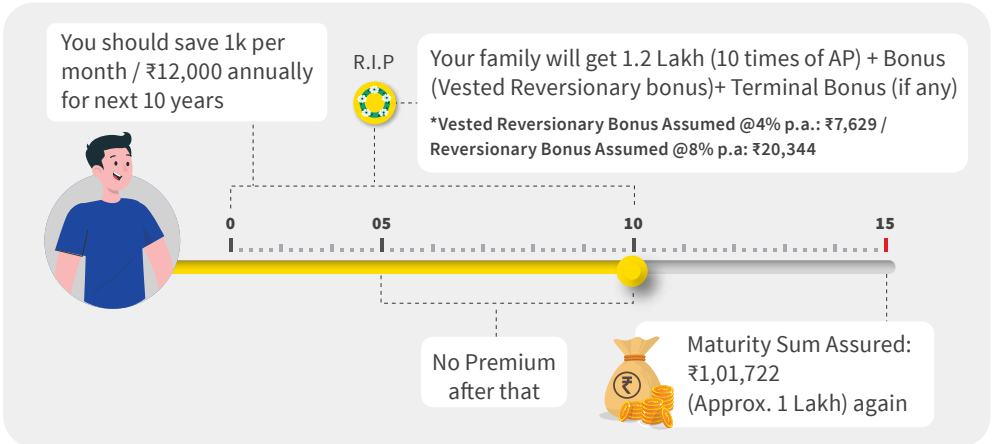 You should save 1k per
month / ₹12,000 annually
for next 10 years
R.I.P
Your family will get 1.2 Lakh (10 times of AP) + Bonus
(Vested Reversionary bonus)+ Terminal Bonus (if any)
*Vested Reversionary Bonus Assumed @4% p.a.: ₹7,629 /
Reversionary Bonus Assumed @8% p.a: ₹20,344
0 05 10 15
No Premium
after that
₹
Maturity Sum Assured:
₹1,01,722
(Approx. 1 Lakh) again